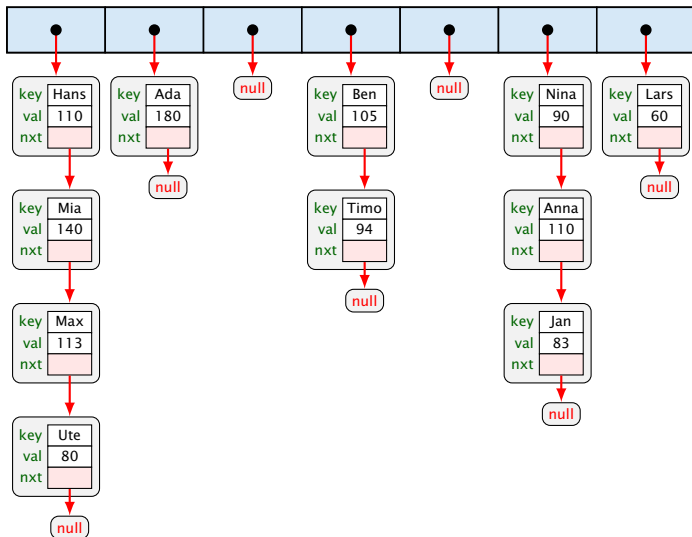 key Hans key Ada null key Ben null key Nina key Lars
val 110 val 180 val 105 val 90 val 60
nxt nxt nxt nxt nxt
null null
key Mia key Timo key Anna
val 140 val 94 val 110
nxt nxt nxt
null
key Max key Jan
val 113 val 83
nxt nxt
null
key Ute
val 80
nxt
null